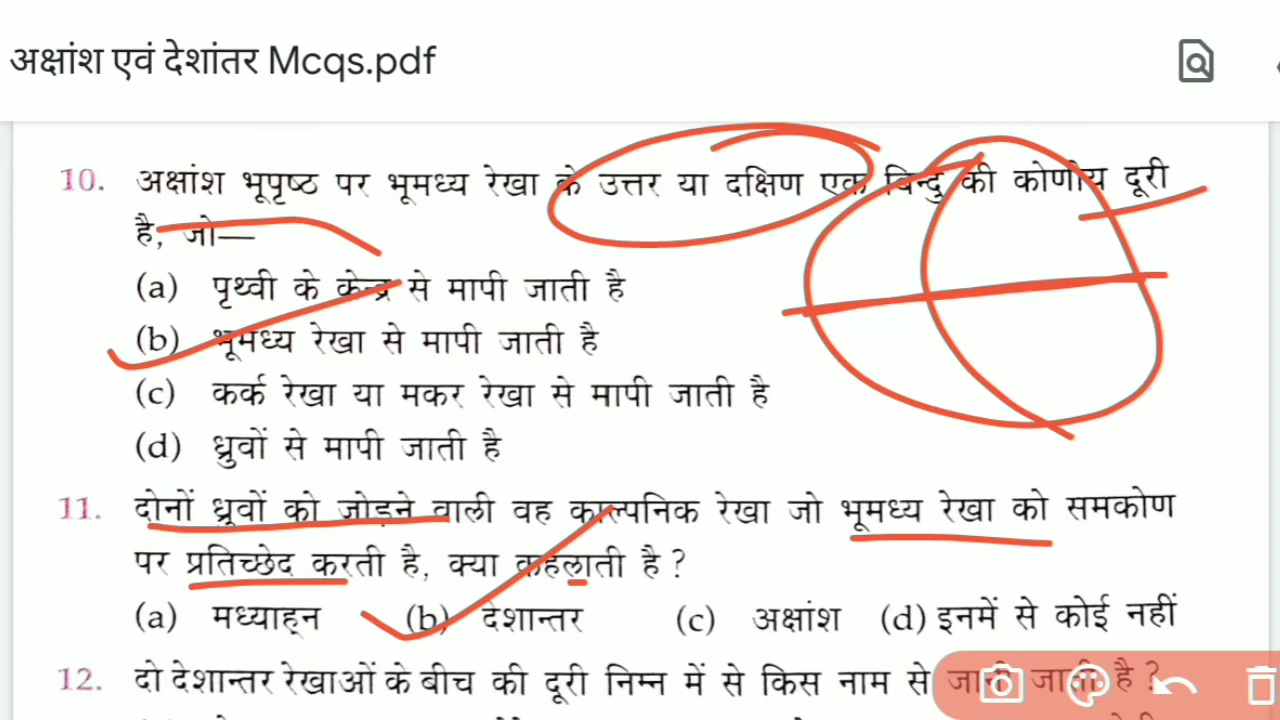 अक्षांश एवं देशांतर Mcqs.pdf
10. अक्षांश भूपृष्ठ पर भूमध्य रेखा के उत्तर या दक्षिण एक बिन्दु की कोणीय दूरी
है, जो—
(a) पृथ्वी के केन्द्र से मापी जाती है
(b) भूमध्य रेखा से मापी जाती है
(c) कर्क रेखा या मकर रेखा से मापी जाती है
(d) ध्रुवों से मापी जाती है
11. दोनों ध्रुवों को जोड़ने वाली वह काल्पनिक रेखा जो भूमध्य रेखा को समकोण
पर प्रतिच्छेद करती है, क्या कहलाती है ?
(a) मध्याह्न (b) देशान्तर (c) अक्षांश (d) इनमें से कोई नहीं
12. दो देशान्तर रेखाओं के बीच की दूरी निम्न में से किस नाम से जानी जाती है ?